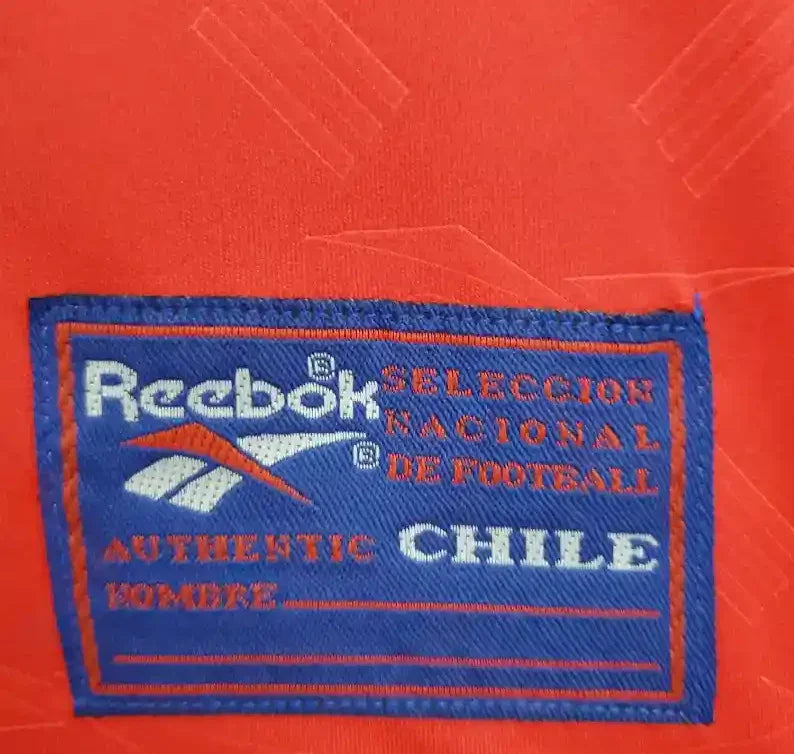 Reebok®
®
SELECCION
NACIONAL
DE FOOTBALL
AUTHENTIC CHILE
NOMBRE